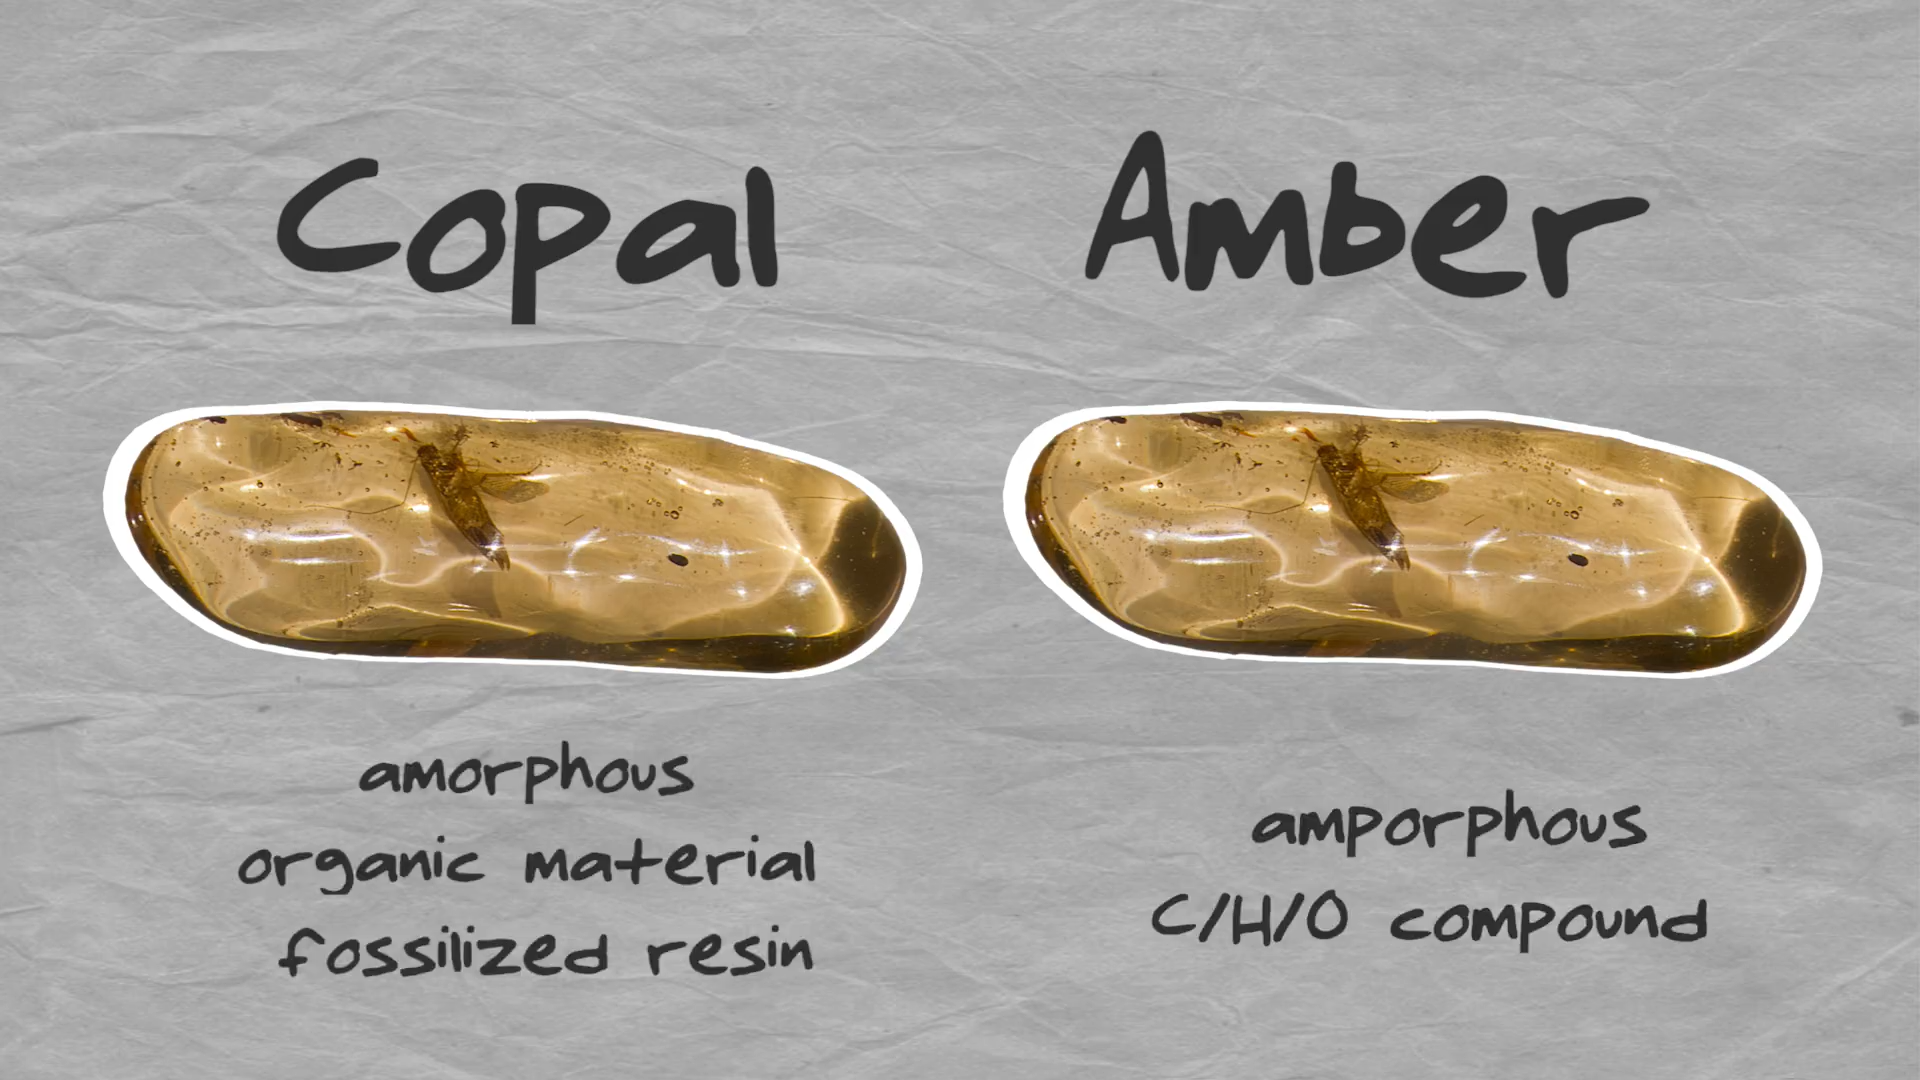 Copal
Amber
amorphous
organic material
fossilized resin
amporphous
C/H/O compound